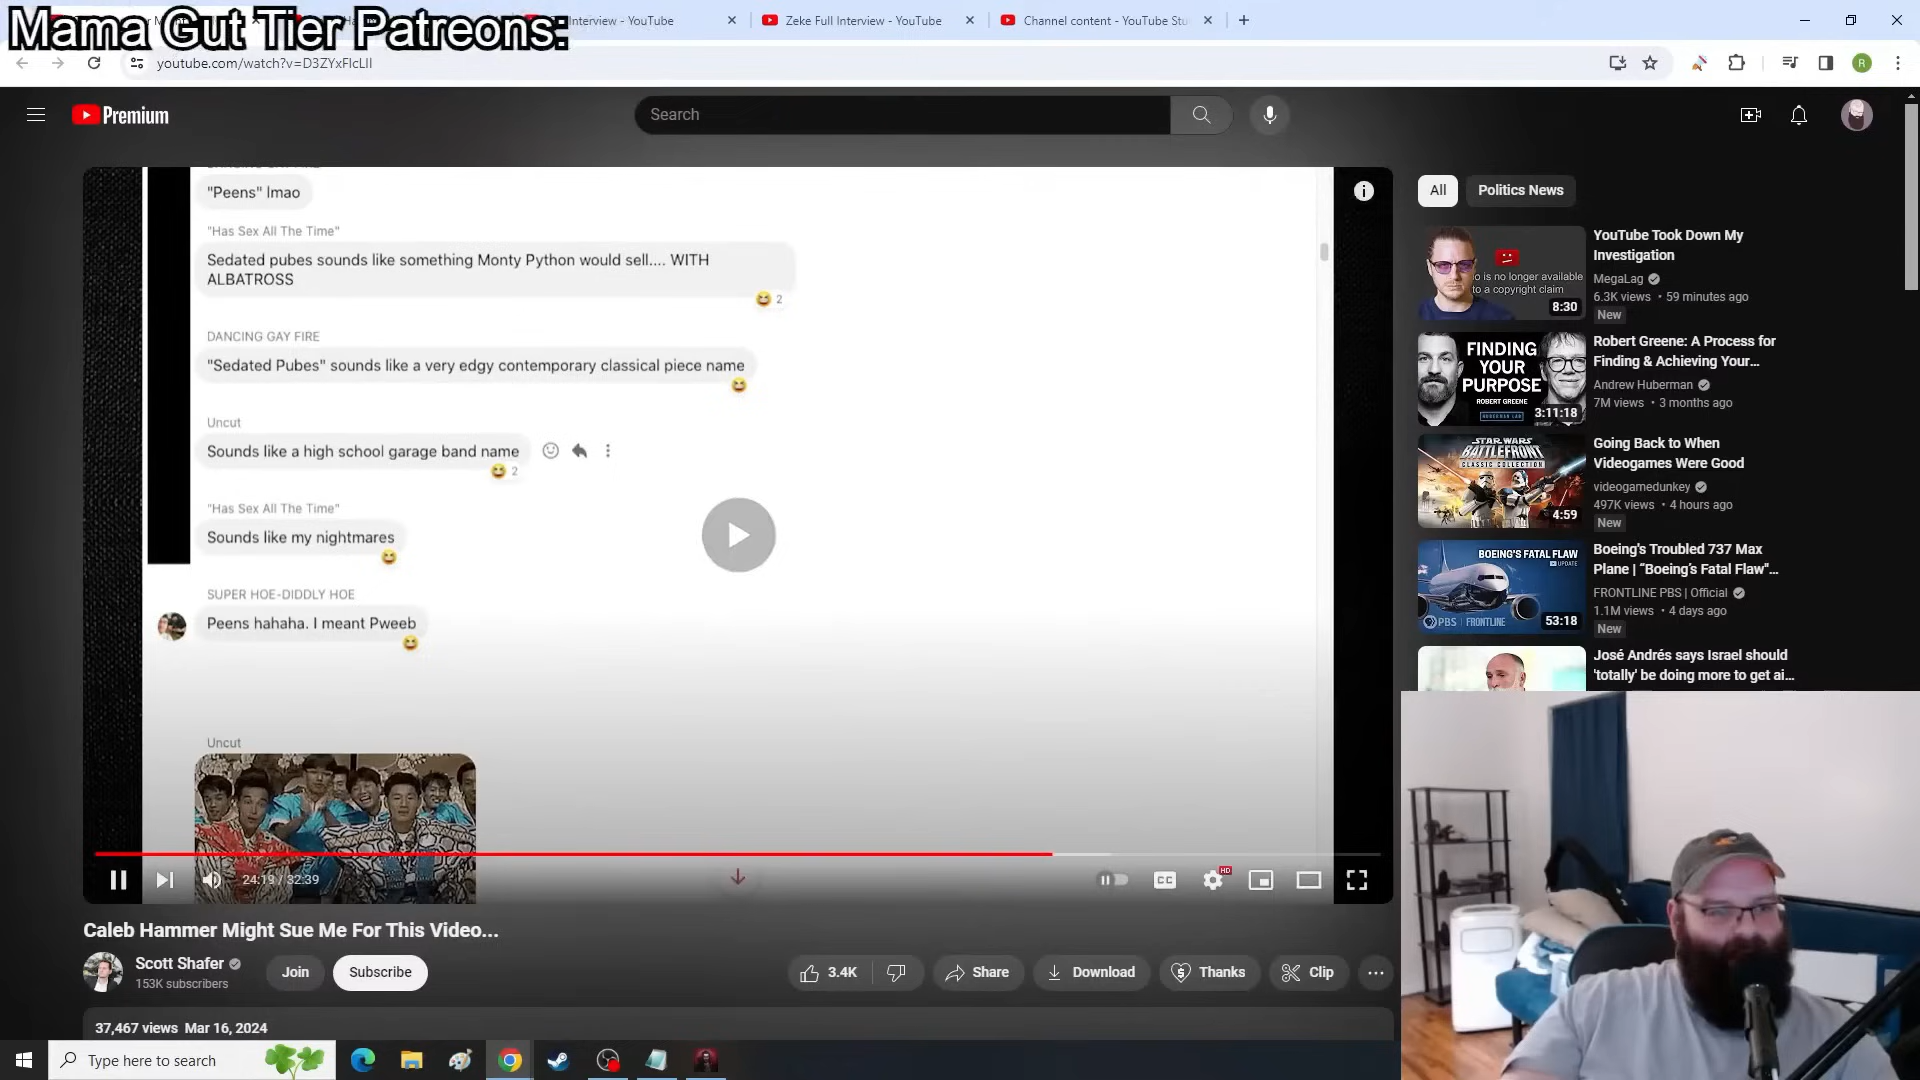 Mama Gut Tier Patreons:
Interview - YouTube
Zeke Full Interview - YouTube
Channel content - YouTube Stu
youtube.com/watch?v=D3ZYxFlcLlI
R
Premium
Search
"Peens" lmao
"Has Sex All The Time"
Sedated pubes sounds like something Monty Python would sell.... WITH
ALBATROSS
2
DANCING GAY FIRE
"Sedated Pubes" sounds like a very edgy contemporary classical piece name
Uncut
Sounds like a high school garage band name
2
"Has Sex All The Time"
Sounds like my nightmares
SUPER HOE-DIDDLY HOE
Peens hahaha. I meant Pweeb
Uncut
24:19 / 32:39
CC
HD
Caleb Hammer Might Sue Me For This Video...
Scott Shafer
153K subscribers
Join
Subscribe
3.4K
Share
Download
Thanks
Clip
37,467 views Mar 16, 2024
All
Politics News
o is no longer available
to a copyright claim
8:30
YouTube Took Down My
Investigation
MegaLag
6.3K views • 59 minutes ago
New
FINDING
YOUR
PURPOSE
ROBERT GREENE
HUBERMAN LAB
3:11:18
Robert Greene: A Process for
Finding & Achieving Your...
Andrew Huberman
7M views • 3 months ago
STAR WARS
BATTLEFRONT
CLASSIC COLLECTION
4:59
Going Back to When
Videogames Were Good
videogamedunkey
497K views • 4 hours ago
New
BOEING'S FATAL FLAW
UPDATE
PBS FRONTLINE
53:18
Boeing's Troubled 737 Max
Plane | "Boeing's Fatal Flaw"...
FRONTLINE PBS | Official
1.1M views • 4 days ago
New
José Andrés says Israel should
'totally' be doing more to get ai...
Type here to search